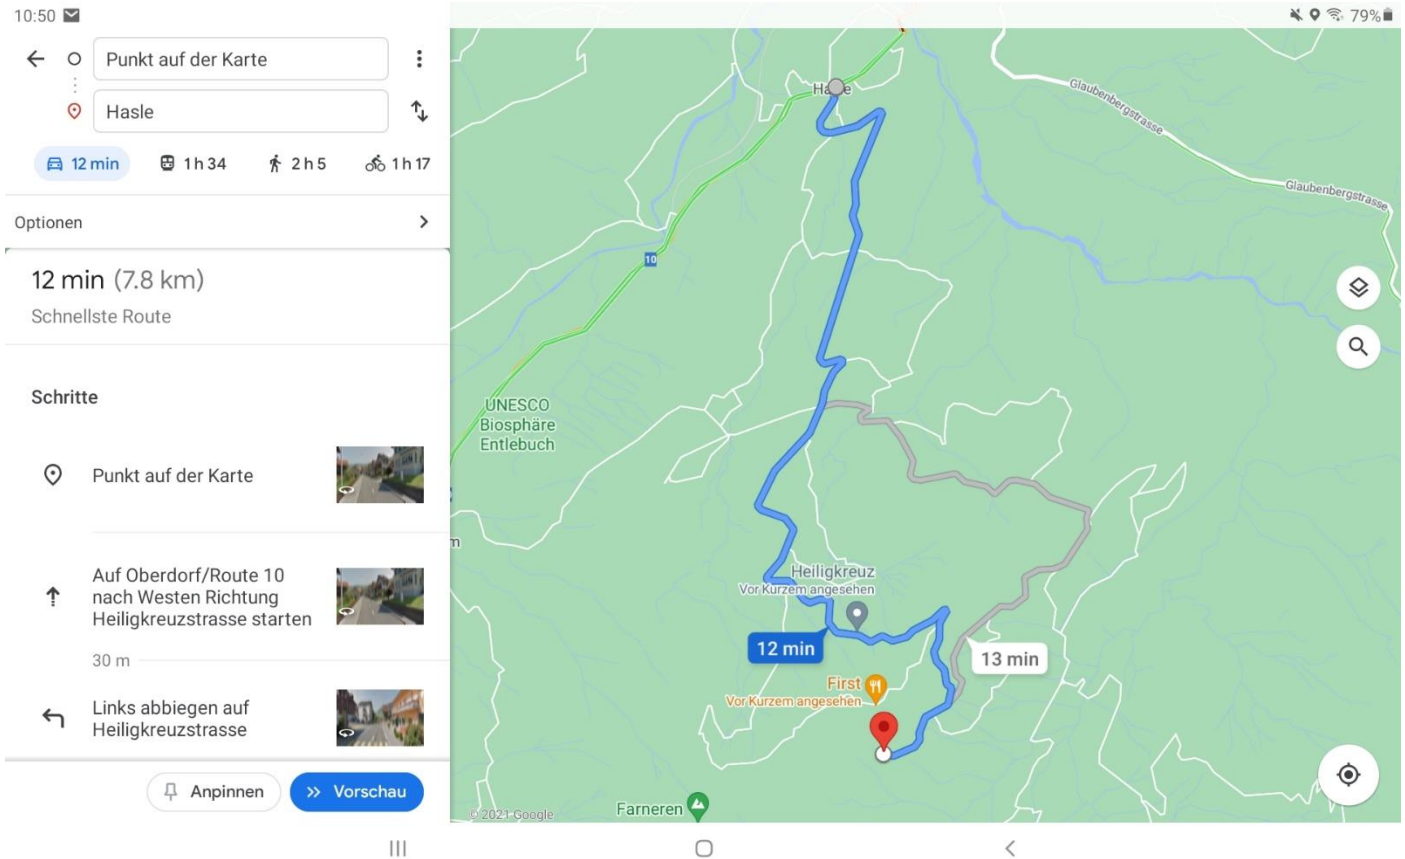 10:50
79%
Punkt auf der Karte
Hasle
12 min
1 h 34
2 h 5
1 h 17
Optionen
12 min (7.8 km)
Schnellste Route
Schritte
Punkt auf der Karte
Auf Oberdorf/Route 10
nach Westen Richtung
Heiligkreuzstrasse starten
30 m
Links abbiegen auf
Heiligkreuzstrasse
Anpinnen
Vorschau
Glaubenbergstrasse
Glaubenbergstrasse
10
UNESCO
Biosphäre
Entlebuch
m
Heiligkreuz
Vor Kurzem angesehen
12 min
13 min
First
Vor Kurzem angesehen
Farneren
© 2021 Google